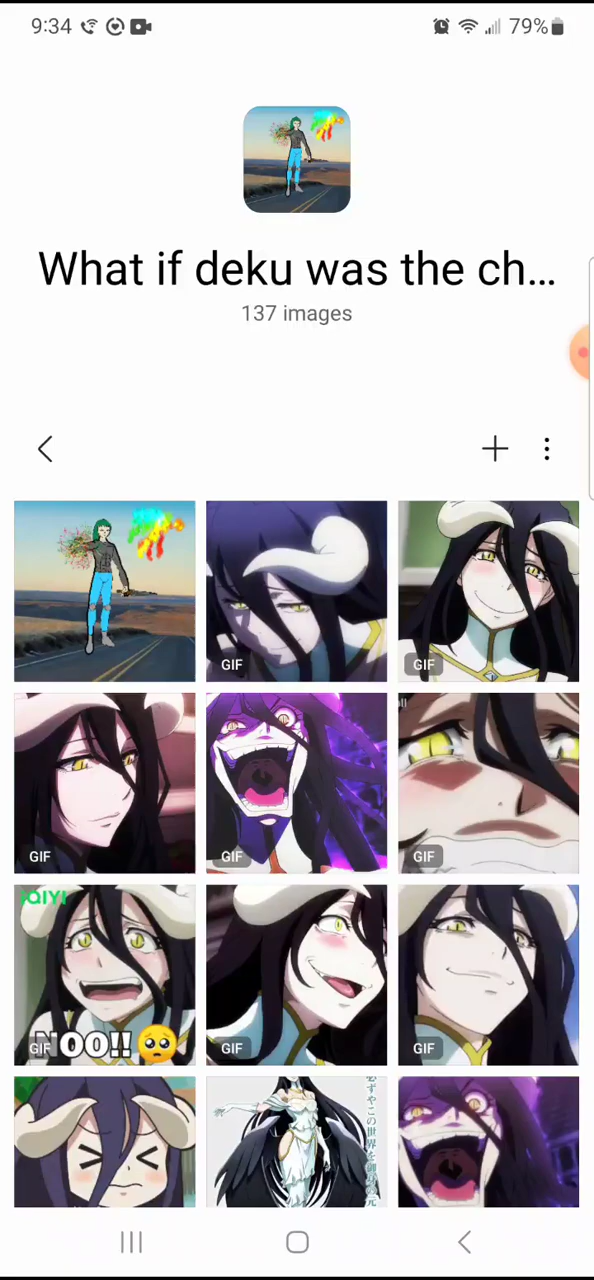 9:34
79%
What if deku was the ch...
137 images
GIF
GIF
GIF
GIF
GIF
iQIYI
GIF
NOO!!
GIF
GIF